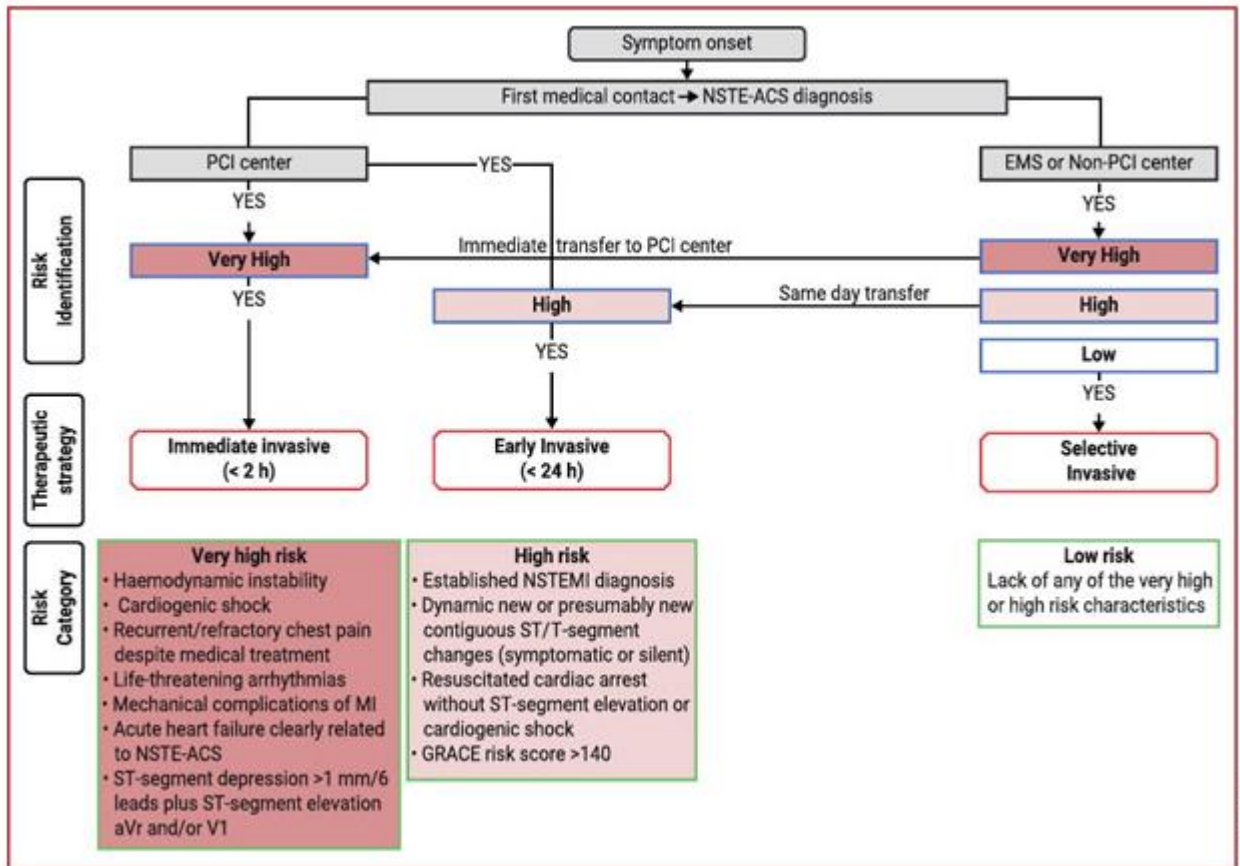 Symptom onset
First medical contact → NSTE-ACS diagnosis
PCI center
YES
EMS or Non-PCI center
YES
YES
Risk
Identification
Immediate transfer to PCI center
Very High
Very High
YES
Same day transfer
High
High
YES
Low
YES
Therapeutic
strategy
Immediate invasive
(< 2 h)
Early Invasive
(< 24 h)
Selective
Invasive
Risk
Category
Very high risk
• Haemodynamic instability
• Cardiogenic shock
• Recurrent/refractory chest pain
despite medical treatment
• Life-threatening arrhythmias
• Mechanical complications of MI
• Acute heart failure clearly related
to NSTE-ACS
• ST-segment depression >1 mm/6
leads plus ST-segment elevation
aVr and/or V1
High risk
• Established NSTEMI diagnosis
• Dynamic new or presumably new
contiguous ST/T-segment
changes (symptomatic or silent)
• Resuscitated cardiac arrest
without ST-segment elevation or
cardiogenic shock
• GRACE risk score >140
Low risk
Lack of any of the very high
or high risk characteristics